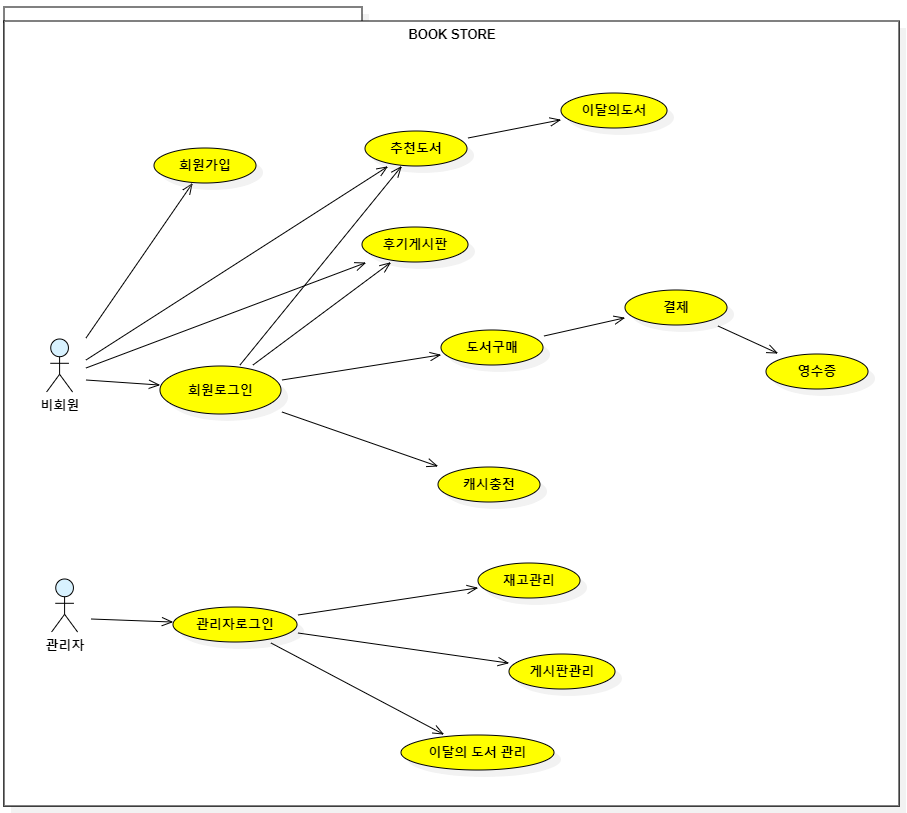 BOOK STORE
이달의도서
추천도서
회원가입
후기게시판
결제
도서구매
영수증
회원로그인
비회원
캐시충전
재고관리
관리자로그인
관리자
게시판관리
이달의 도서 관리